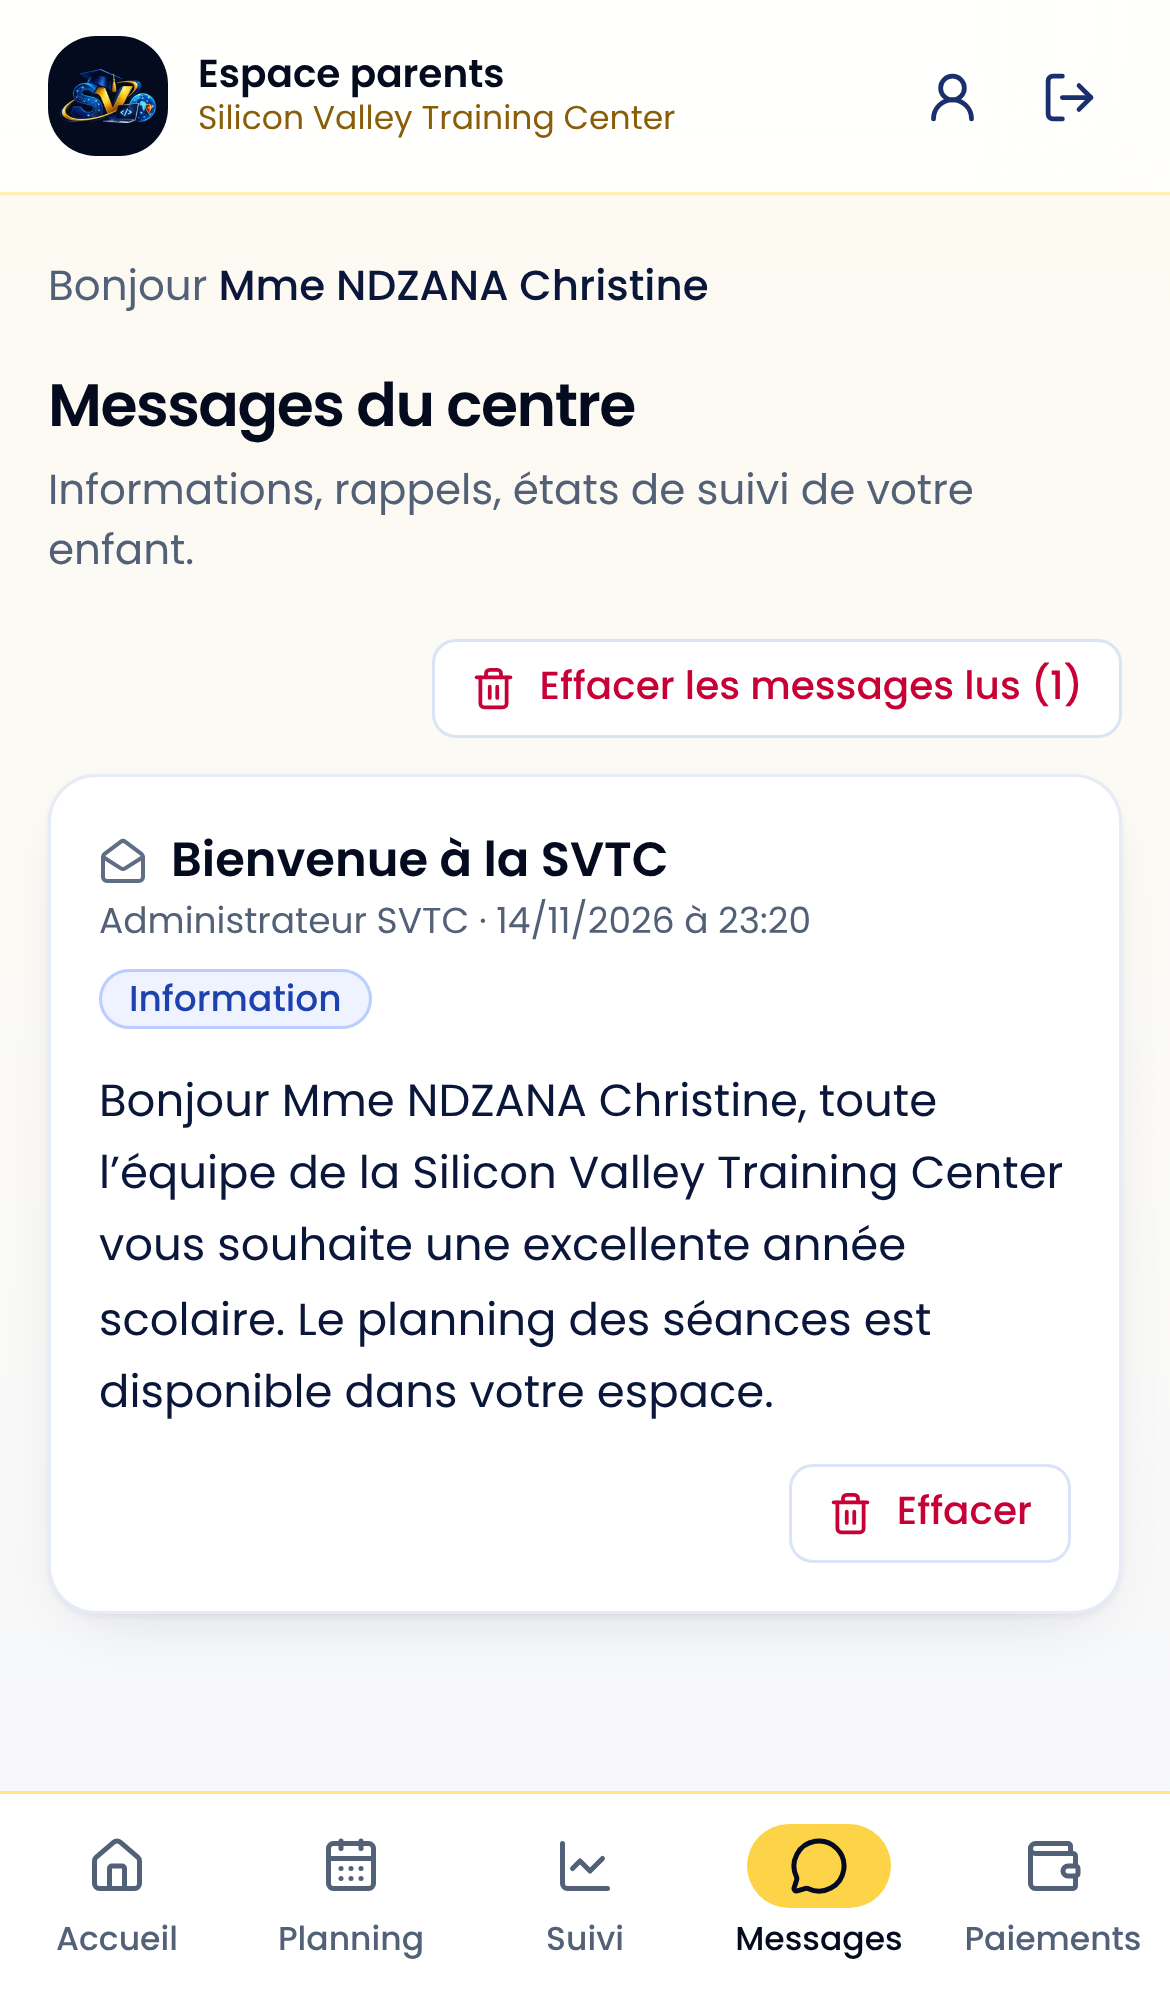 SV
Espace parents
Silicon Valley Training Center
Bonjour Mme NDZANA Christine
Messages du centre
Informations, rappels, états de suivi de votre
enfant.
Effacer les messages lus (1)
Bienvenue à la SVTC
Administrateur SVTC · 14/11/2026 à 23:20
Information
Bonjour Mme NDZANA Christine, toute
l’équipe de la Silicon Valley Training Center
vous souhaite une excellente année
scolaire. Le planning des séances est
disponible dans votre espace.
Effacer
Accueil
Planning
Suivi
Messages
Paiements